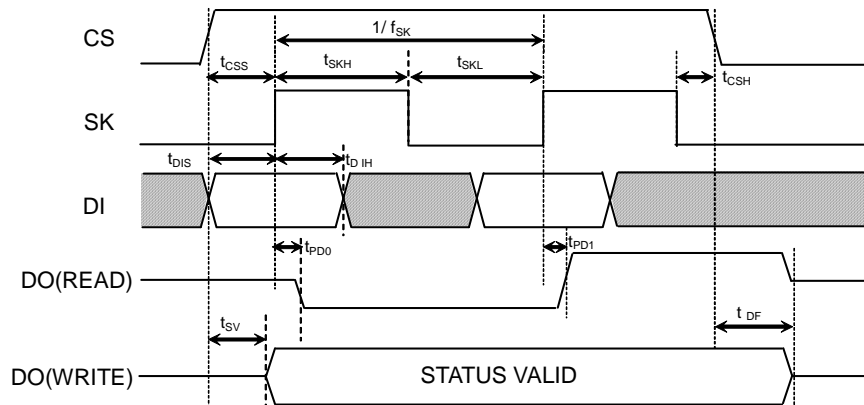 CS
1/ fSK
tCSS
tSKH
tSKL
tCSH
SK
tDIS
tD IH
DI
tPD0
tPD1
DO(READ)
tSV
t DF
DO(WRITE)
STATUS VALID